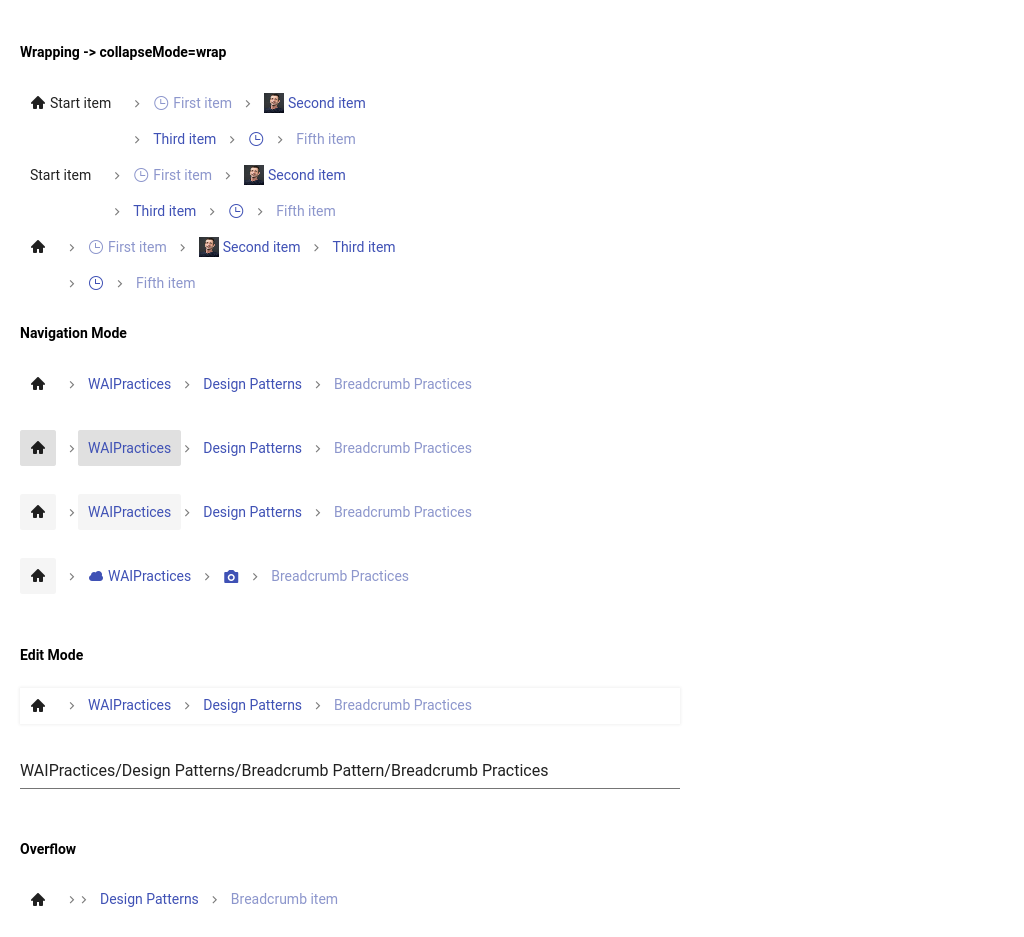 Wrapping -> collapseMode=wrap
Start item > First item > Second item
> Third item > > Fifth item
Start item > First item > Second item
> Third item > > Fifth item
> First item > Second item > Third item
> > Fifth item
Navigation Mode
> WAIPractices > Design Patterns > Breadcrumb Practices
> WAIPractices > Design Patterns > Breadcrumb Practices
> WAIPractices > Design Patterns > Breadcrumb Practices
> WAIPractices > > Breadcrumb Practices
Edit Mode
> WAIPractices > Design Patterns > Breadcrumb Practices
WAIPractices/Design Patterns/Breadcrumb Pattern/Breadcrumb Practices
Overflow
> > Design Patterns > Breadcrumb item